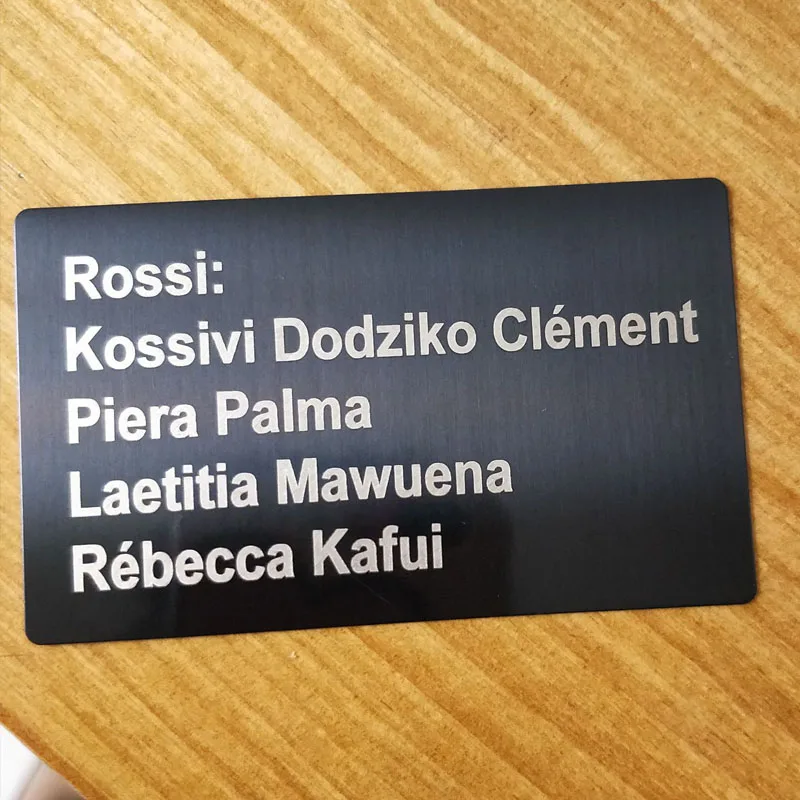 Rossi:
Kossivi Dodziko Clément
Piera Palma
Laetitia Mawuena
Rébecca Kafui